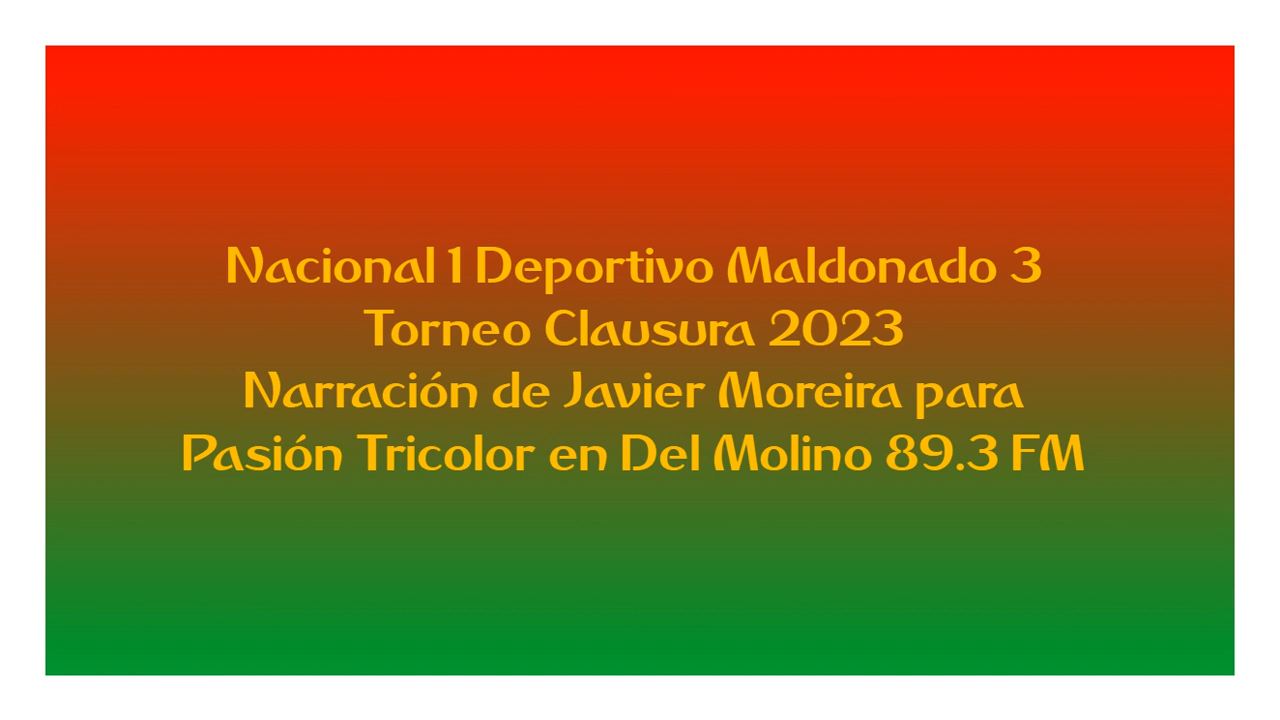 Nacional 1 Deportivo Maldonado 3
Torneo Clausura 2023
Narración de Javier Moreira para
Pasión Tricolor en Del Molino 89.3 FM